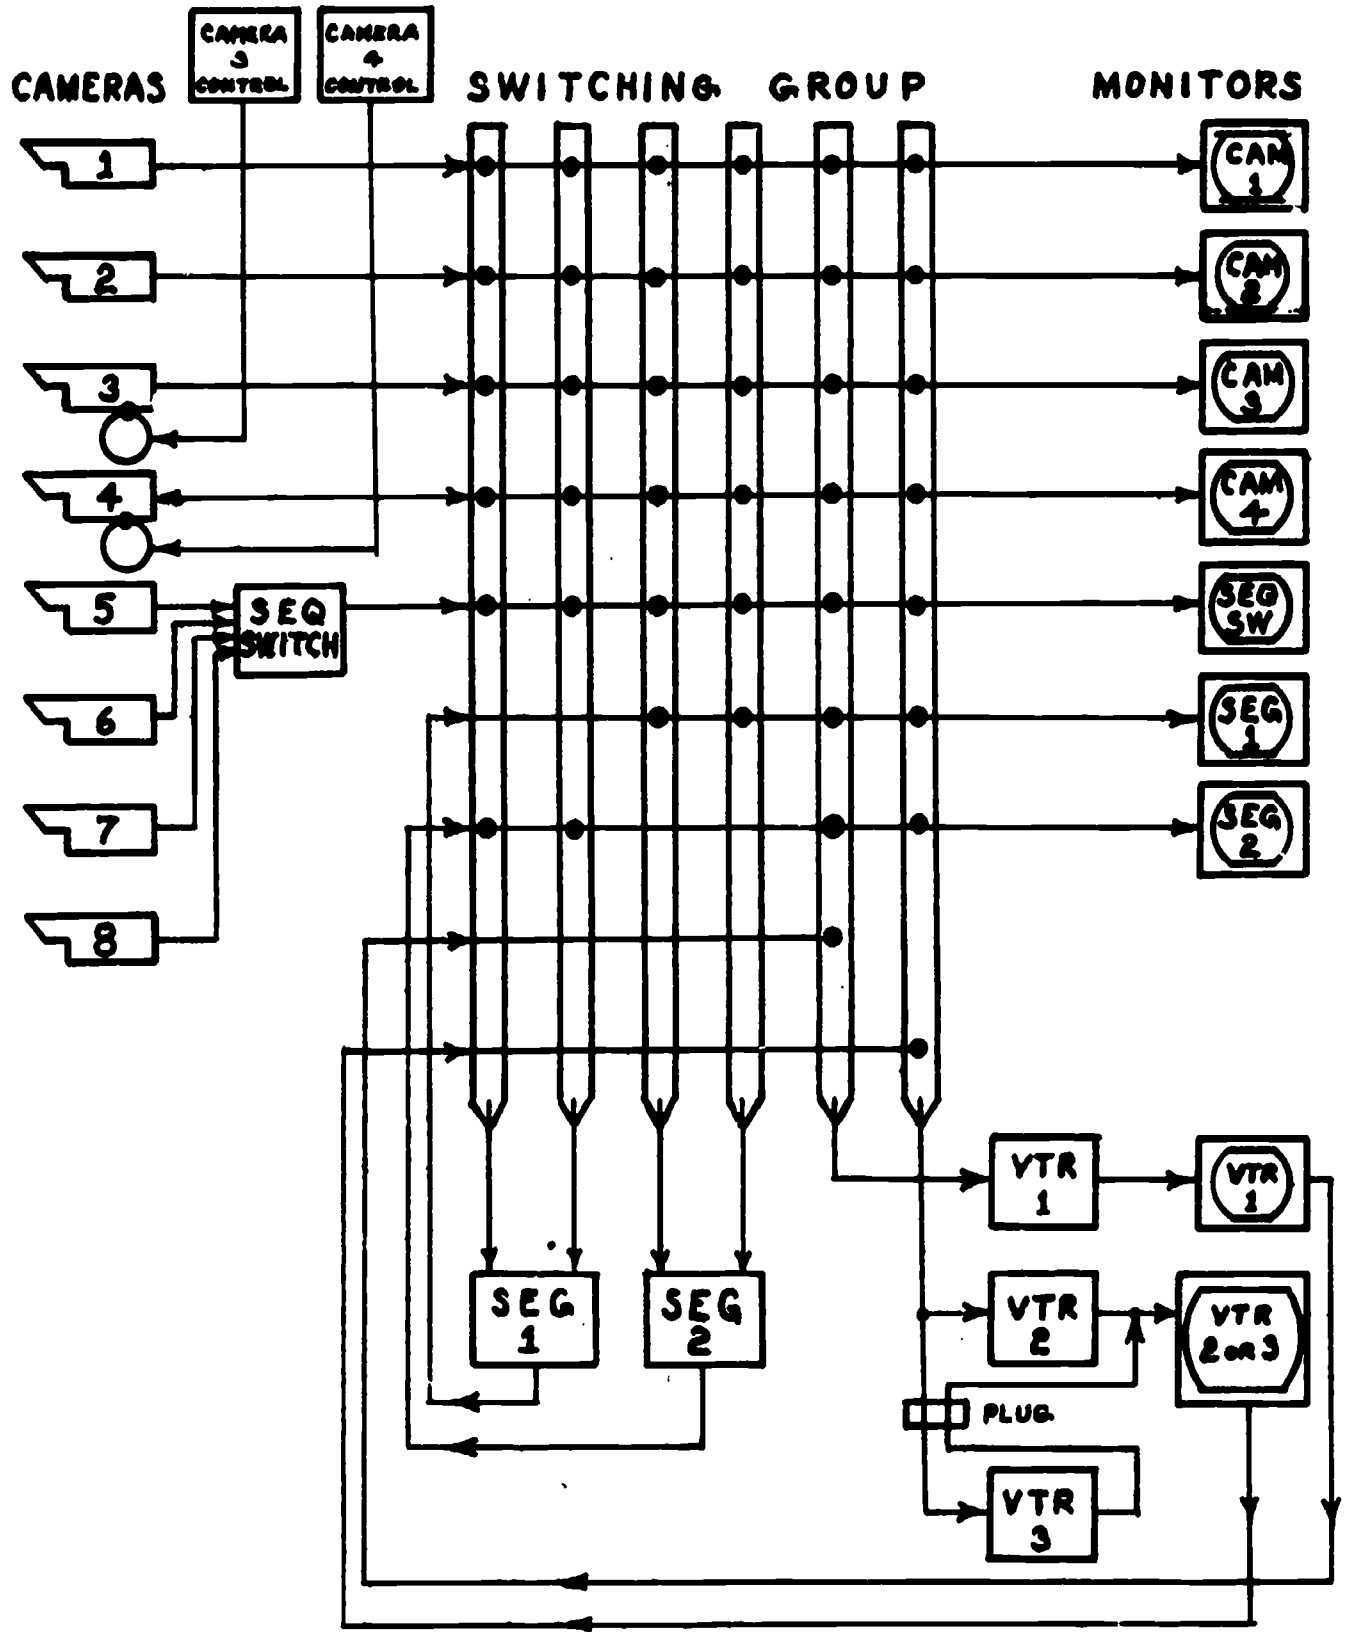 CAMERA
3
CONTROL
CAMERA
4
CONTROL
CAMERAS
SWITCHING GROUP
MONITORS
1
CAM
1
2
CAM
2
3
CAM
3
4
CAM
4
5
SEQ
SWITCH
SEQ
SW
6
SEG
1
7
SEG
2
8
VTR
1
VTR
1
SEG
1
SEG
2
VTR
2
VTR
2 OR 3
PLUG
VTR
3